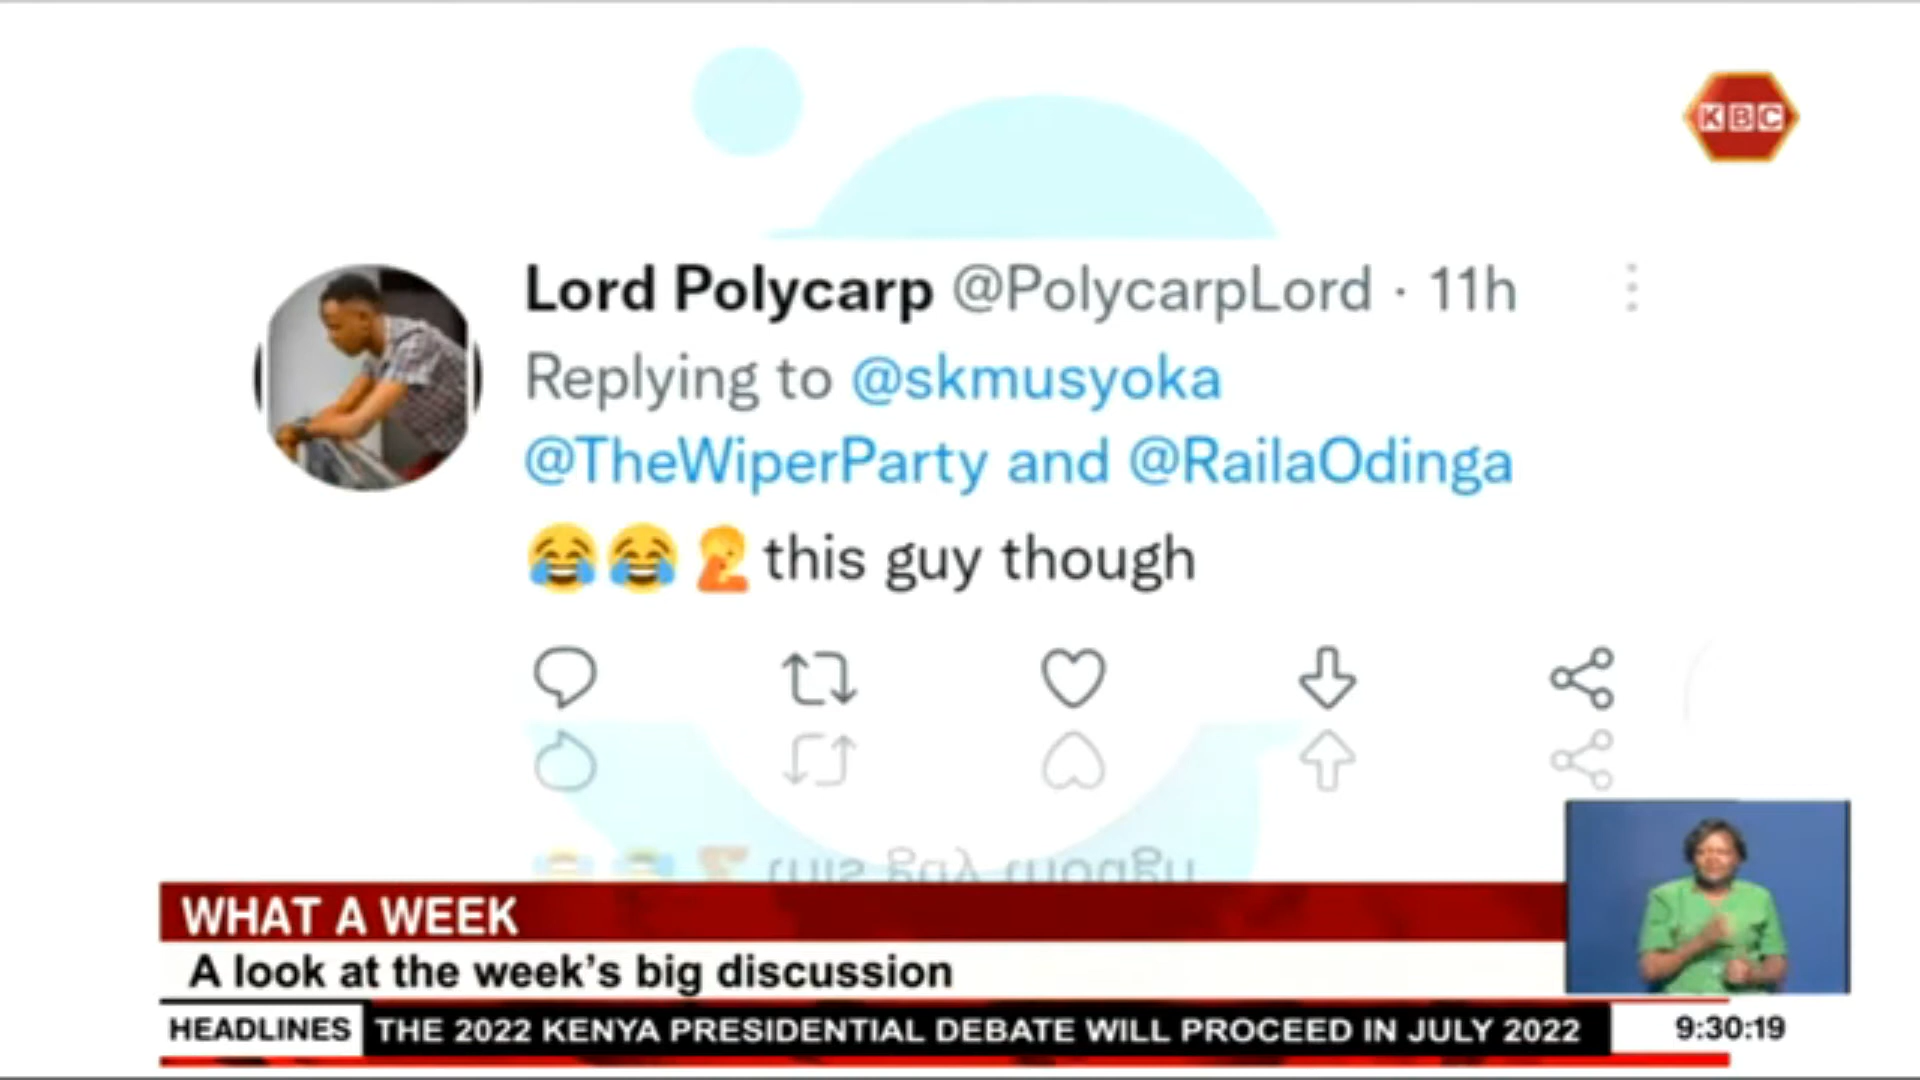 KBC
Lord Polycarp @PolycarpLord · 11h
Replying to @skmusyoka
@TheWiperParty and @RailaOdinga
😂😂🤦this guy though
WHAT A WEEK
A look at the week's big discussion
HEADLINES THE 2022 KENYA PRESIDENTIAL DEBATE WILL PROCEED IN JULY 2022 9:30:19